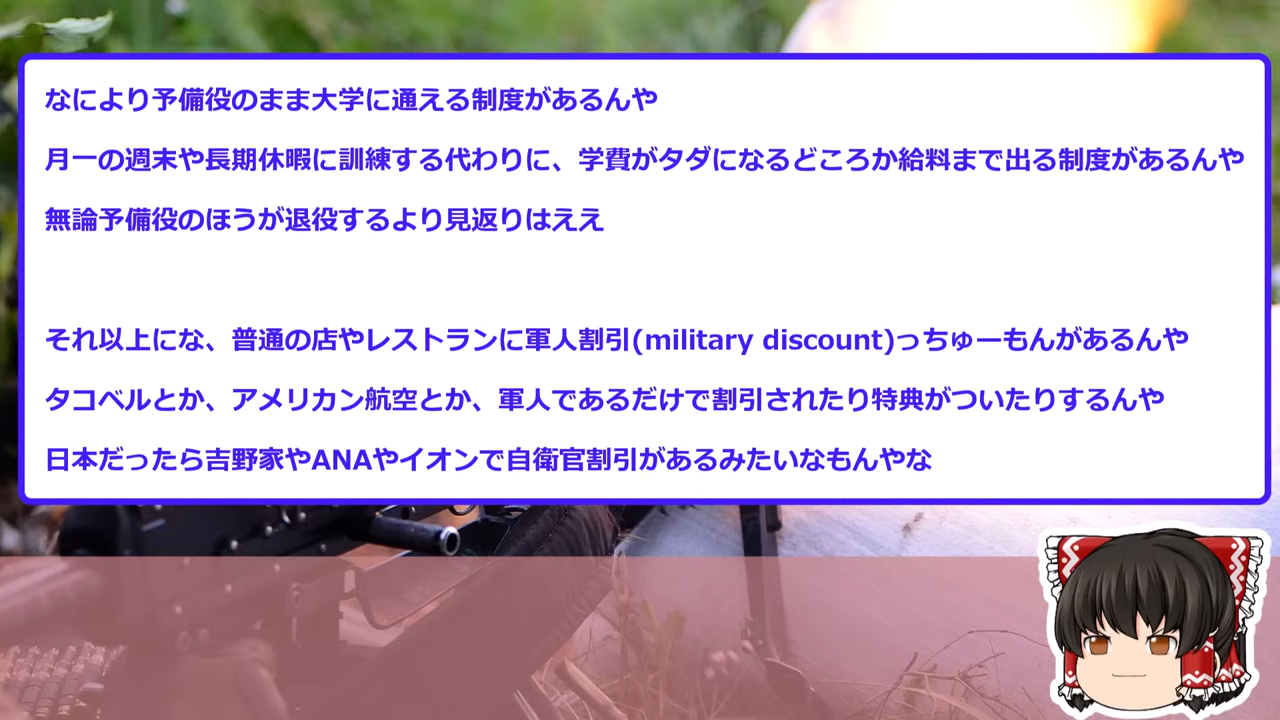 なにより予備役のまま大学に通える制度があるんや
月一の週末や長期休暇に訓練する代わりに、学費がタダになるどころか給料まで出る制度があるんや
無論予備役のほうが退役するより見返りはええ
それ以上にな、普通の店やレストランに軍人割引(military discount)っちゅーもんがあるんや
タコベルとか、アメリカン航空とか、軍人であるだけで割引されたり特典がついたりするんや
日本だったら吉野家やANAやイオンで自衛官割引があるみたいなもんやな